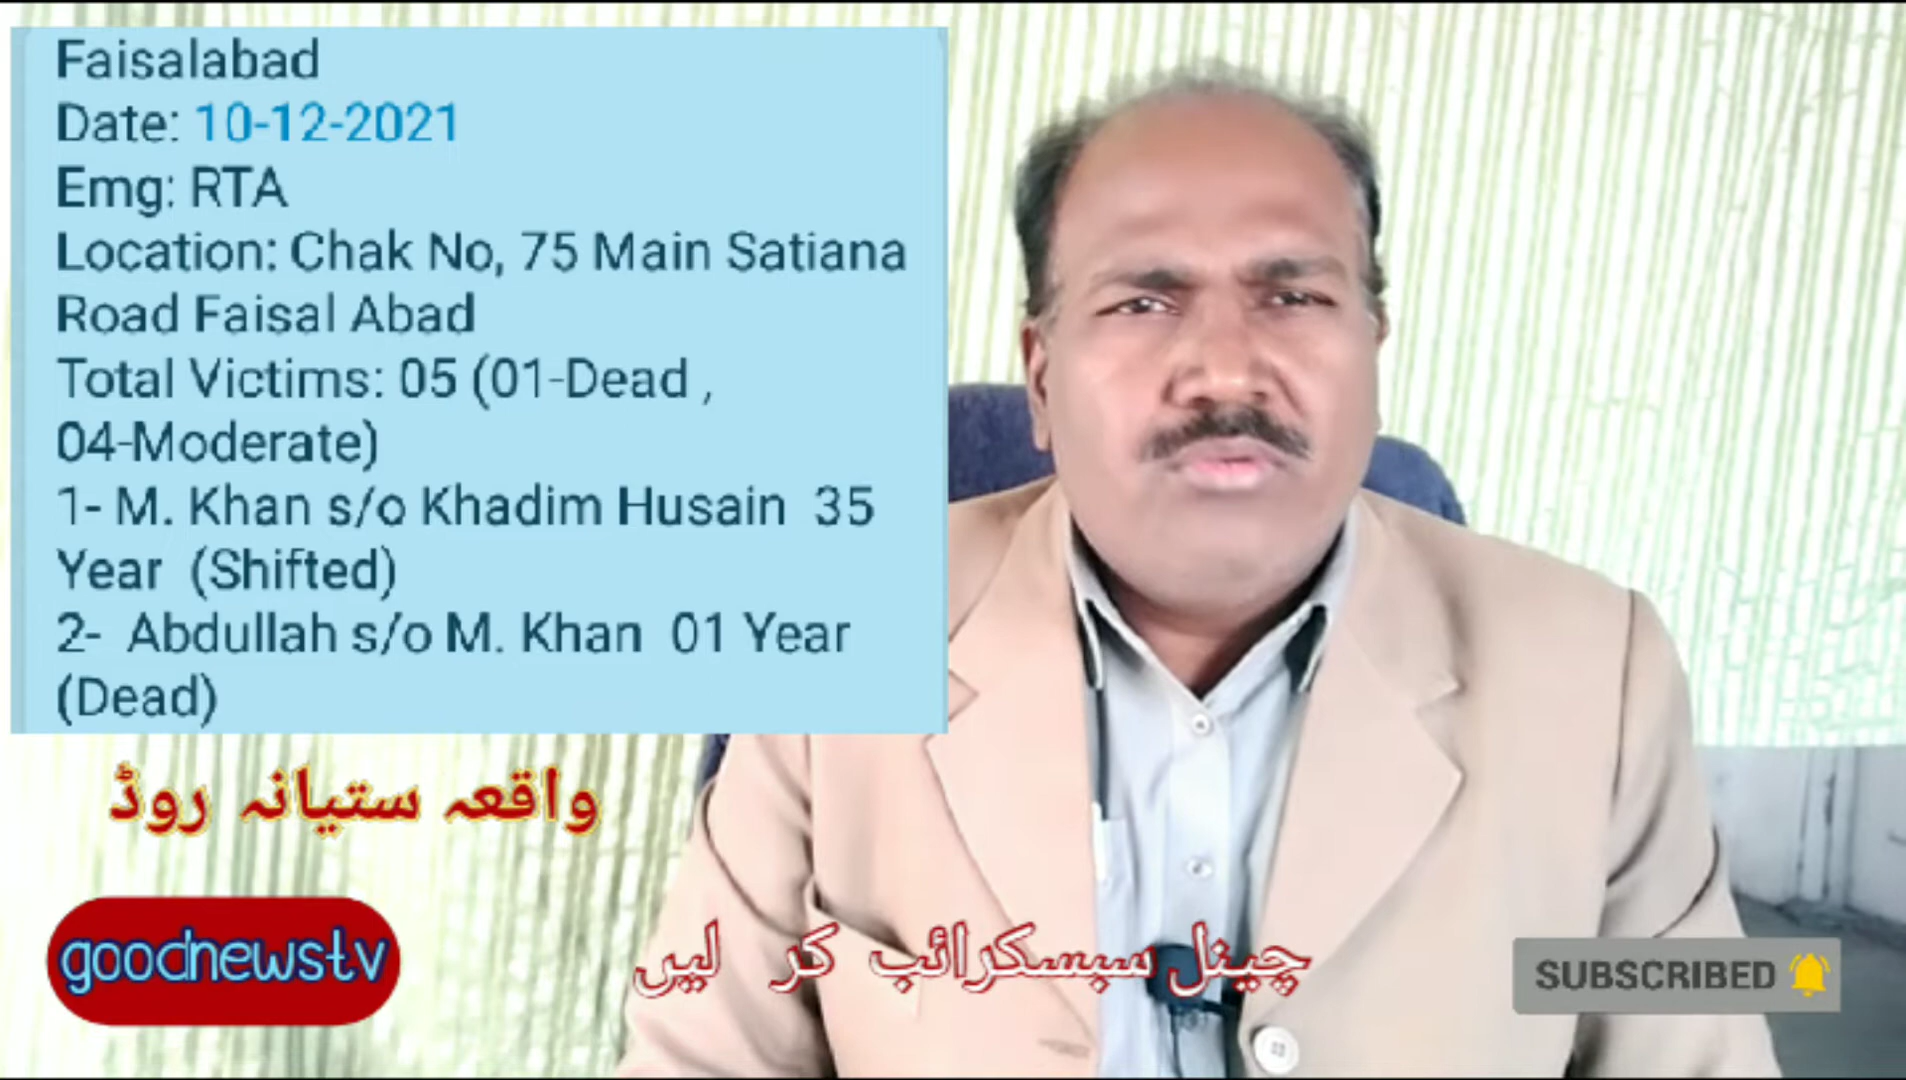 Faisalabad
Date: 10-12-2021
Emg: RTA
Location: Chak No, 75 Main Satiana
Road Faisal Abad
Total Victims: 05 (01-Dead ,
04-Moderate)
1- M. Khan s/o Khadim Husain 35
Year (Shifted)
2- Abdullah s/o M. Khan 01 Year
(Dead)
واقعہ ستیانہ روڈ
goodnewstv
چینل سبسکرائب کر لیں
SUBSCRIBED